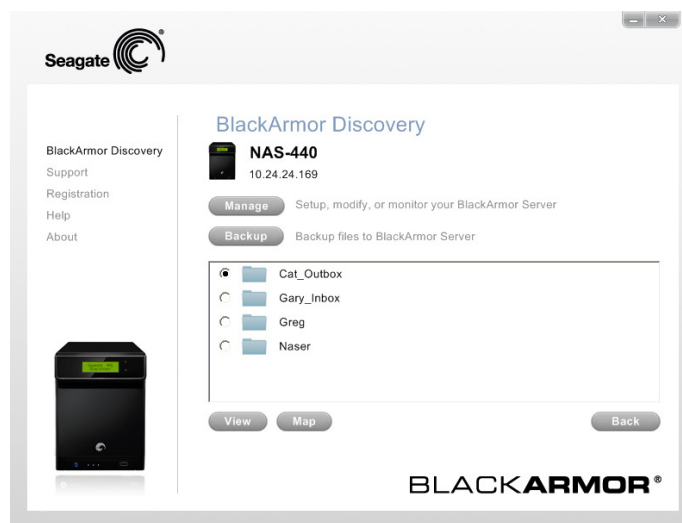 Seagate
BlackArmor Discovery
Support
Registration
Help
About
BlackArmor Discovery
NAS-440
10.24.24.169
Manage Setup, modify, or monitor your BlackArmor Server
Backup Backup files to BlackArmor Server
Cat_Outbox
Gary_Inbox
Greg
Naser
View Map Back
BLACKARMOR®